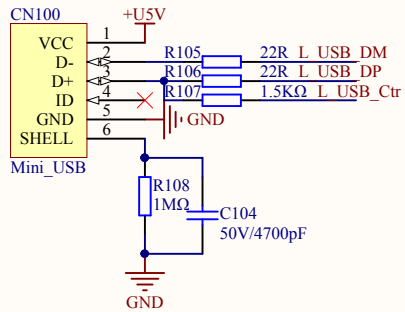 CN100
+U5V
VCC 1
D- 2 R105 22R L_USB_DM
D+ 3 R106 22R L_USB_DP
ID 4 R107 1.5KΩ L_USB_Ctr
GND 5 GND
SHELL 6
Mini_USB
R108
1MΩ
C104
50V/4700pF
GND